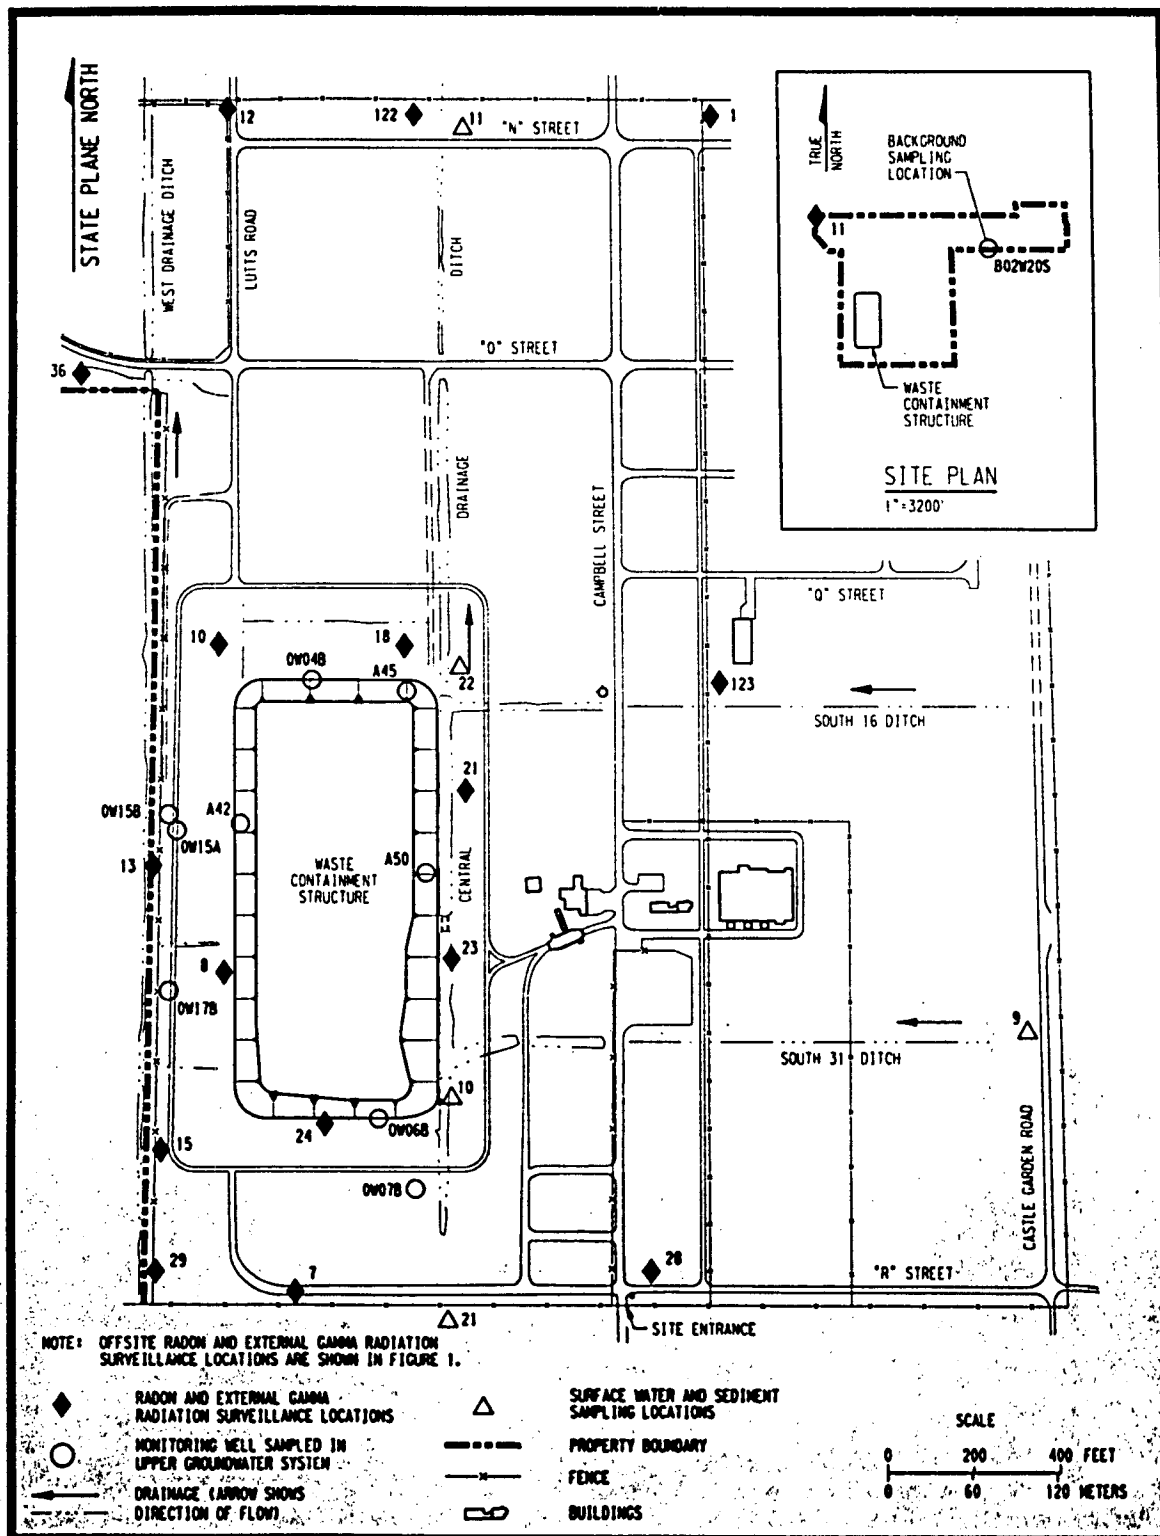 STATE PLANE NORTH
12
122
11
"N" STREET
1
WEST DRAINAGE DITCH
LUTTS ROAD
DITCH
TRUE NORTH
BACKGROUND
SAMPLING
LOCATION
11
B02W20S
WASTE
CONTAINMENT
STRUCTURE
SITE PLAN
1"=3200'
36
"O" STREET
DRAINAGE
CAMPBELL STREET
"Q" STREET
10
18
OW04B
A45
22
123
SOUTH 16 DITCH
21
OW15B
A42
OW15A
13
A50
WASTE
CONTAINMENT
STRUCTURE
CENTRAL
23
8
OW17B
9
SOUTH 31 DITCH
10
24
OW06B
15
OW07B
CASTLE GARDEN ROAD
29
7
28
"R" STREET
21
SITE ENTRANCE
NOTE: OFFSITE RADON AND EXTERNAL GAMMA RADIATION
SURVEILLANCE LOCATIONS ARE SHOWN IN FIGURE 1.
RADON AND EXTERNAL GAMMA
RADIATION SURVEILLANCE LOCATIONS
MONITORING WELL SAMPLED IN
UPPER GROUNDWATER SYSTEM
DRAINAGE (ARROW SHOWS
DIRECTION OF FLOW)
SURFACE WATER AND SEDIMENT
SAMPLING LOCATIONS
PROPERTY BOUNDARY
FENCE
BUILDINGS
SCALE
0 200 400 FEET
0 60 120 METERS